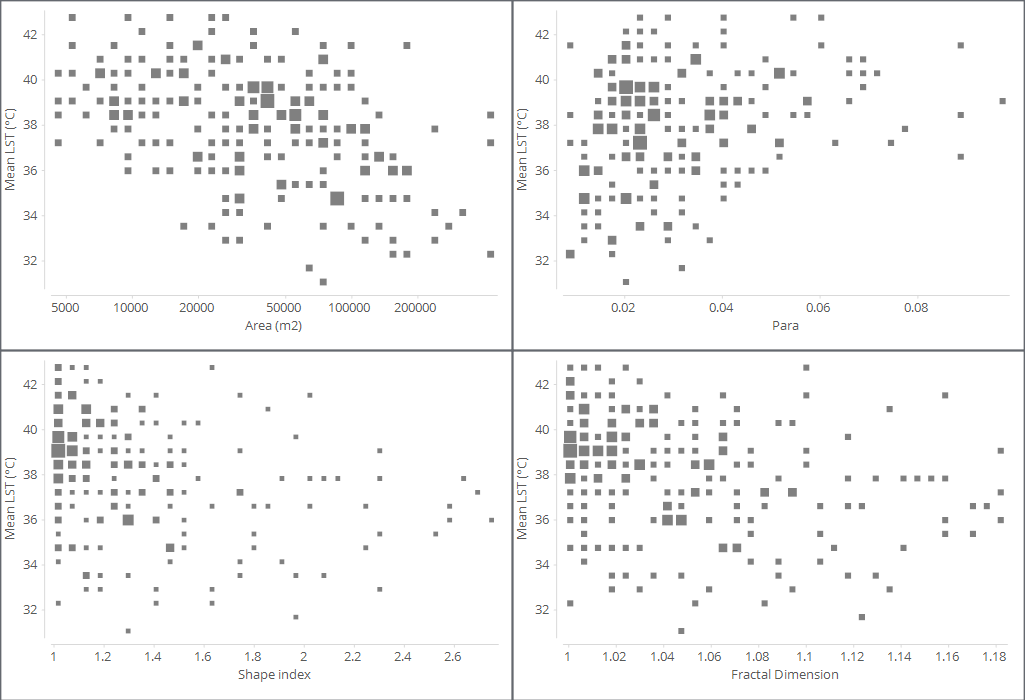 Mean LST (°C)
42
40
38
36
34
32
5000 10000 20000 50000 100000 200000
Area (m2)
Mean LST (°C)
42
40
38
36
34
32
0.02 0.04 0.06 0.08
Para
Mean LST (°C)
42
40
38
36
34
32
1 1.2 1.4 1.6 1.8 2 2.2 2.4 2.6
Shape index
Mean LST (°C)
42
40
38
36
34
32
1 1.02 1.04 1.06 1.08 1.1 1.12 1.14 1.16 1.18
Fractal Dimension